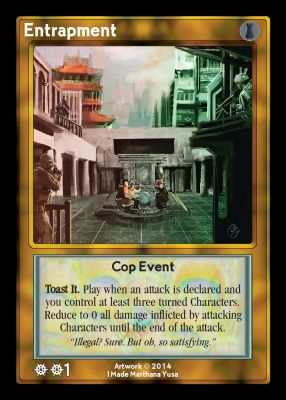 Entrapment
Cop Event
Toast It. Play when an attack is declared and
you control at least three turned Characters.
Reduce to 0 all damage inflicted by attacking
Characters until the end of the attack.
“Illegal? Sure. But oh, so satisfying.”
1
Artwork © 2014
I Made Marthana Yusa